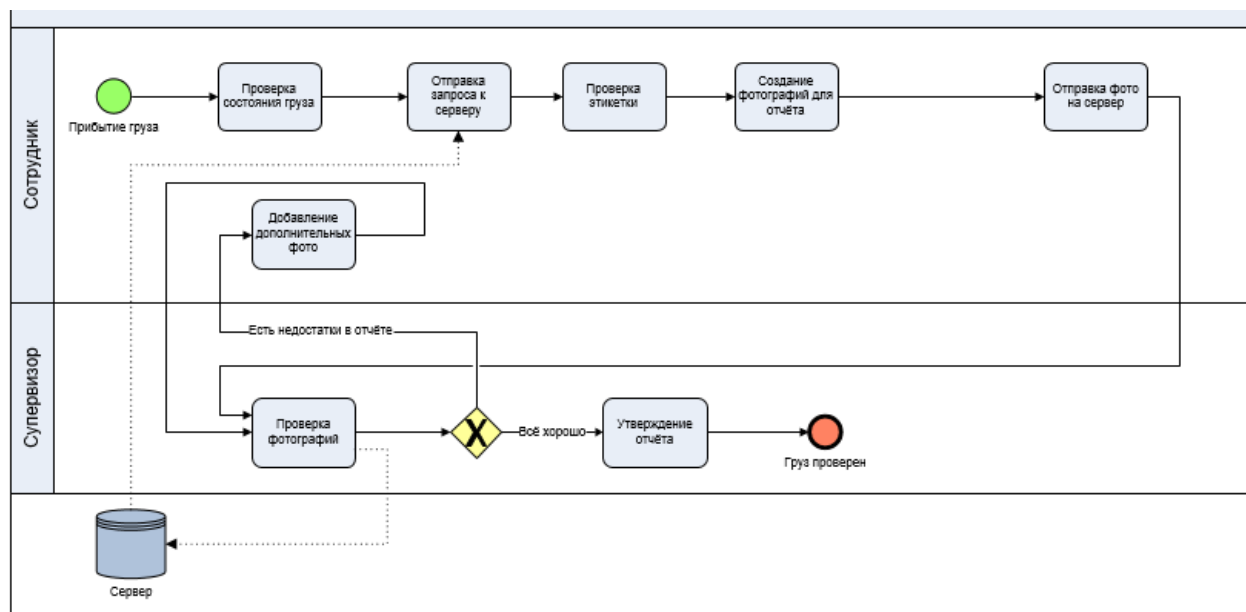 Сотрудник
Прибытие груза
Проверка
состояния груза
Отправка
запроса к
серверу
Проверка
этикетки
Создание
фотографий для
отчёта
Отправка фото
на сервер
Добавление
дополнительных
фото
Супервизор
Есть недостатки в отчёте
Проверка
фотографий
X
Всё хорошо
Утверждение
отчёта
Груз проверен
Сервер